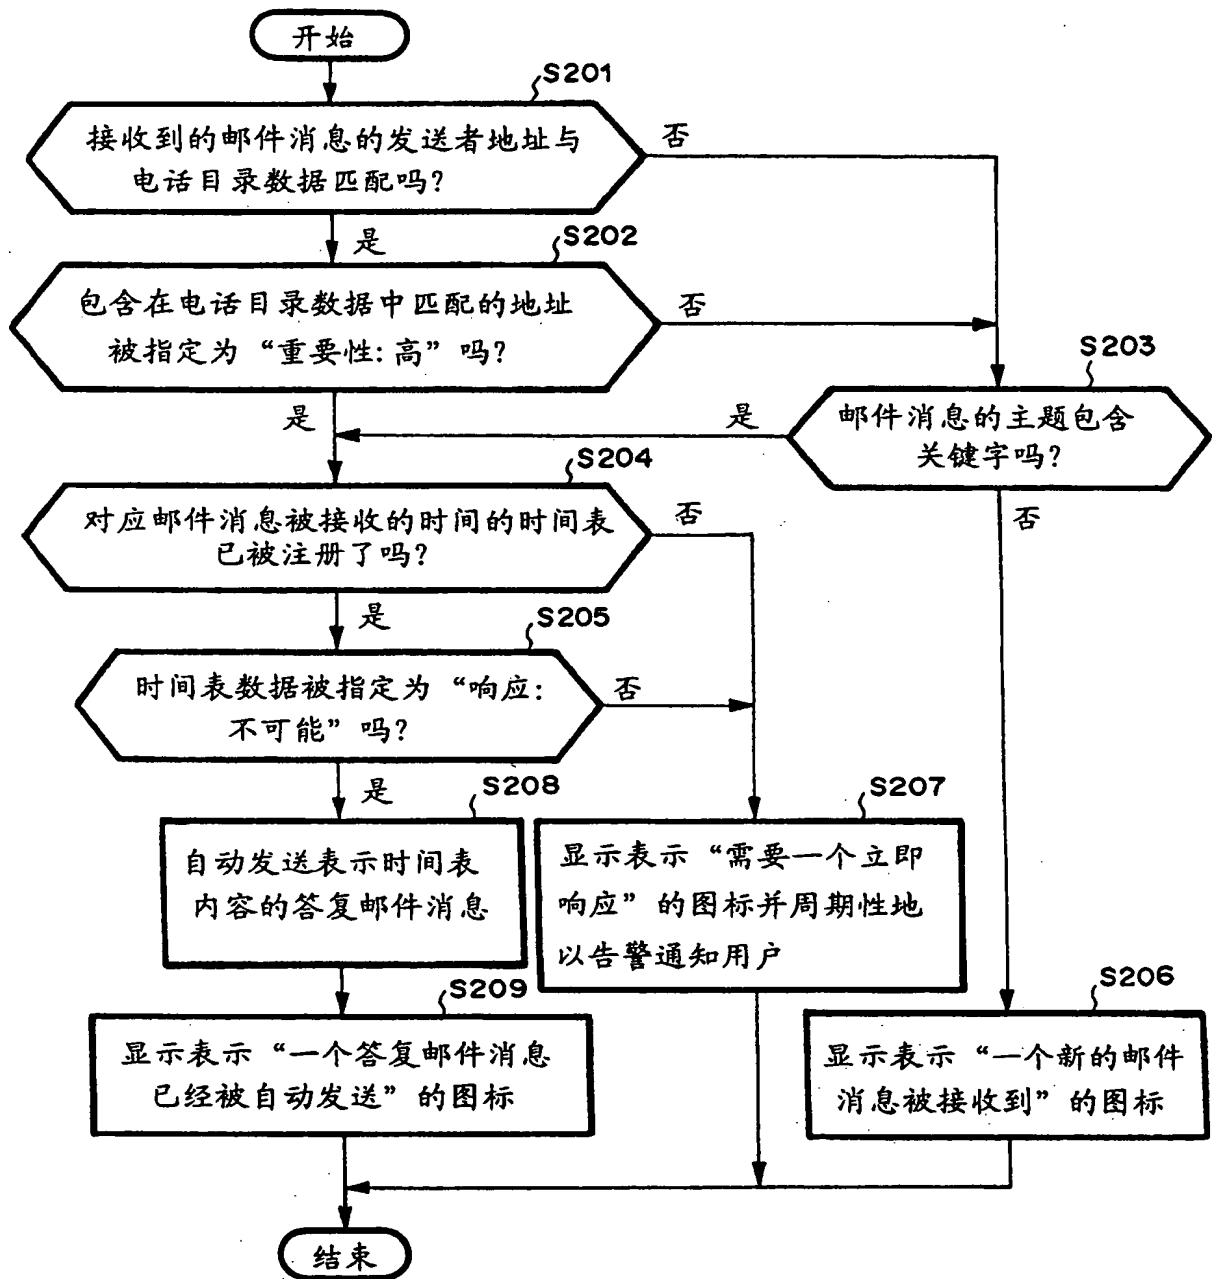 开始
S201
接收到的邮件消息的发送者地址与
电话目录数据匹配吗?
否
是
S202
包含在电话目录数据中匹配的地址
被指定为“重要性:高”吗?
否
是
S203
邮件消息的主题包含
关键字吗?
是
否
S204
对应邮件消息被接收的时间的时间表
已被注册了吗?
否
是
S205
时间表数据被指定为“响应:
不可能”吗?
否
是
S208
自动发送表示时间表
内容的答复邮件消息
S207
显示表示“需要一个立即
响应”的图标并周期性地
以告警通知用户
S209
显示表示“一个答复邮件消息
已经被自动发送”的图标
S206
显示表示“一个新的邮件
消息被接收到”的图标
结束